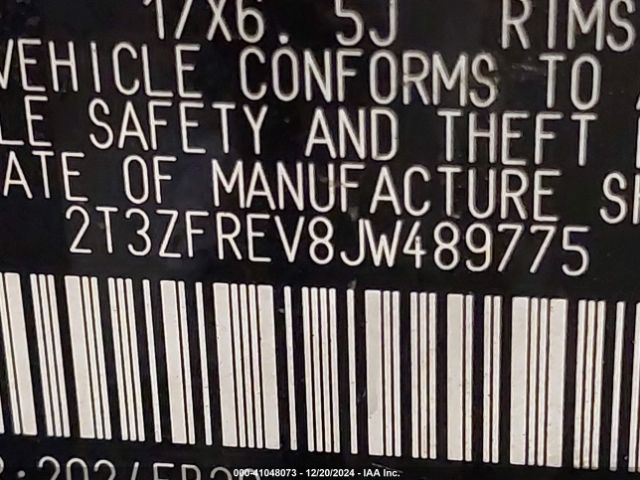 17X6.5J RIMS
VEHICLE CONFORMS TO
LE SAFETY AND THEFT
ATE OF MANUFACTURE S
2T3ZFREV8JW489775
000-41048073 - 12/20/2024 - IAA Inc.